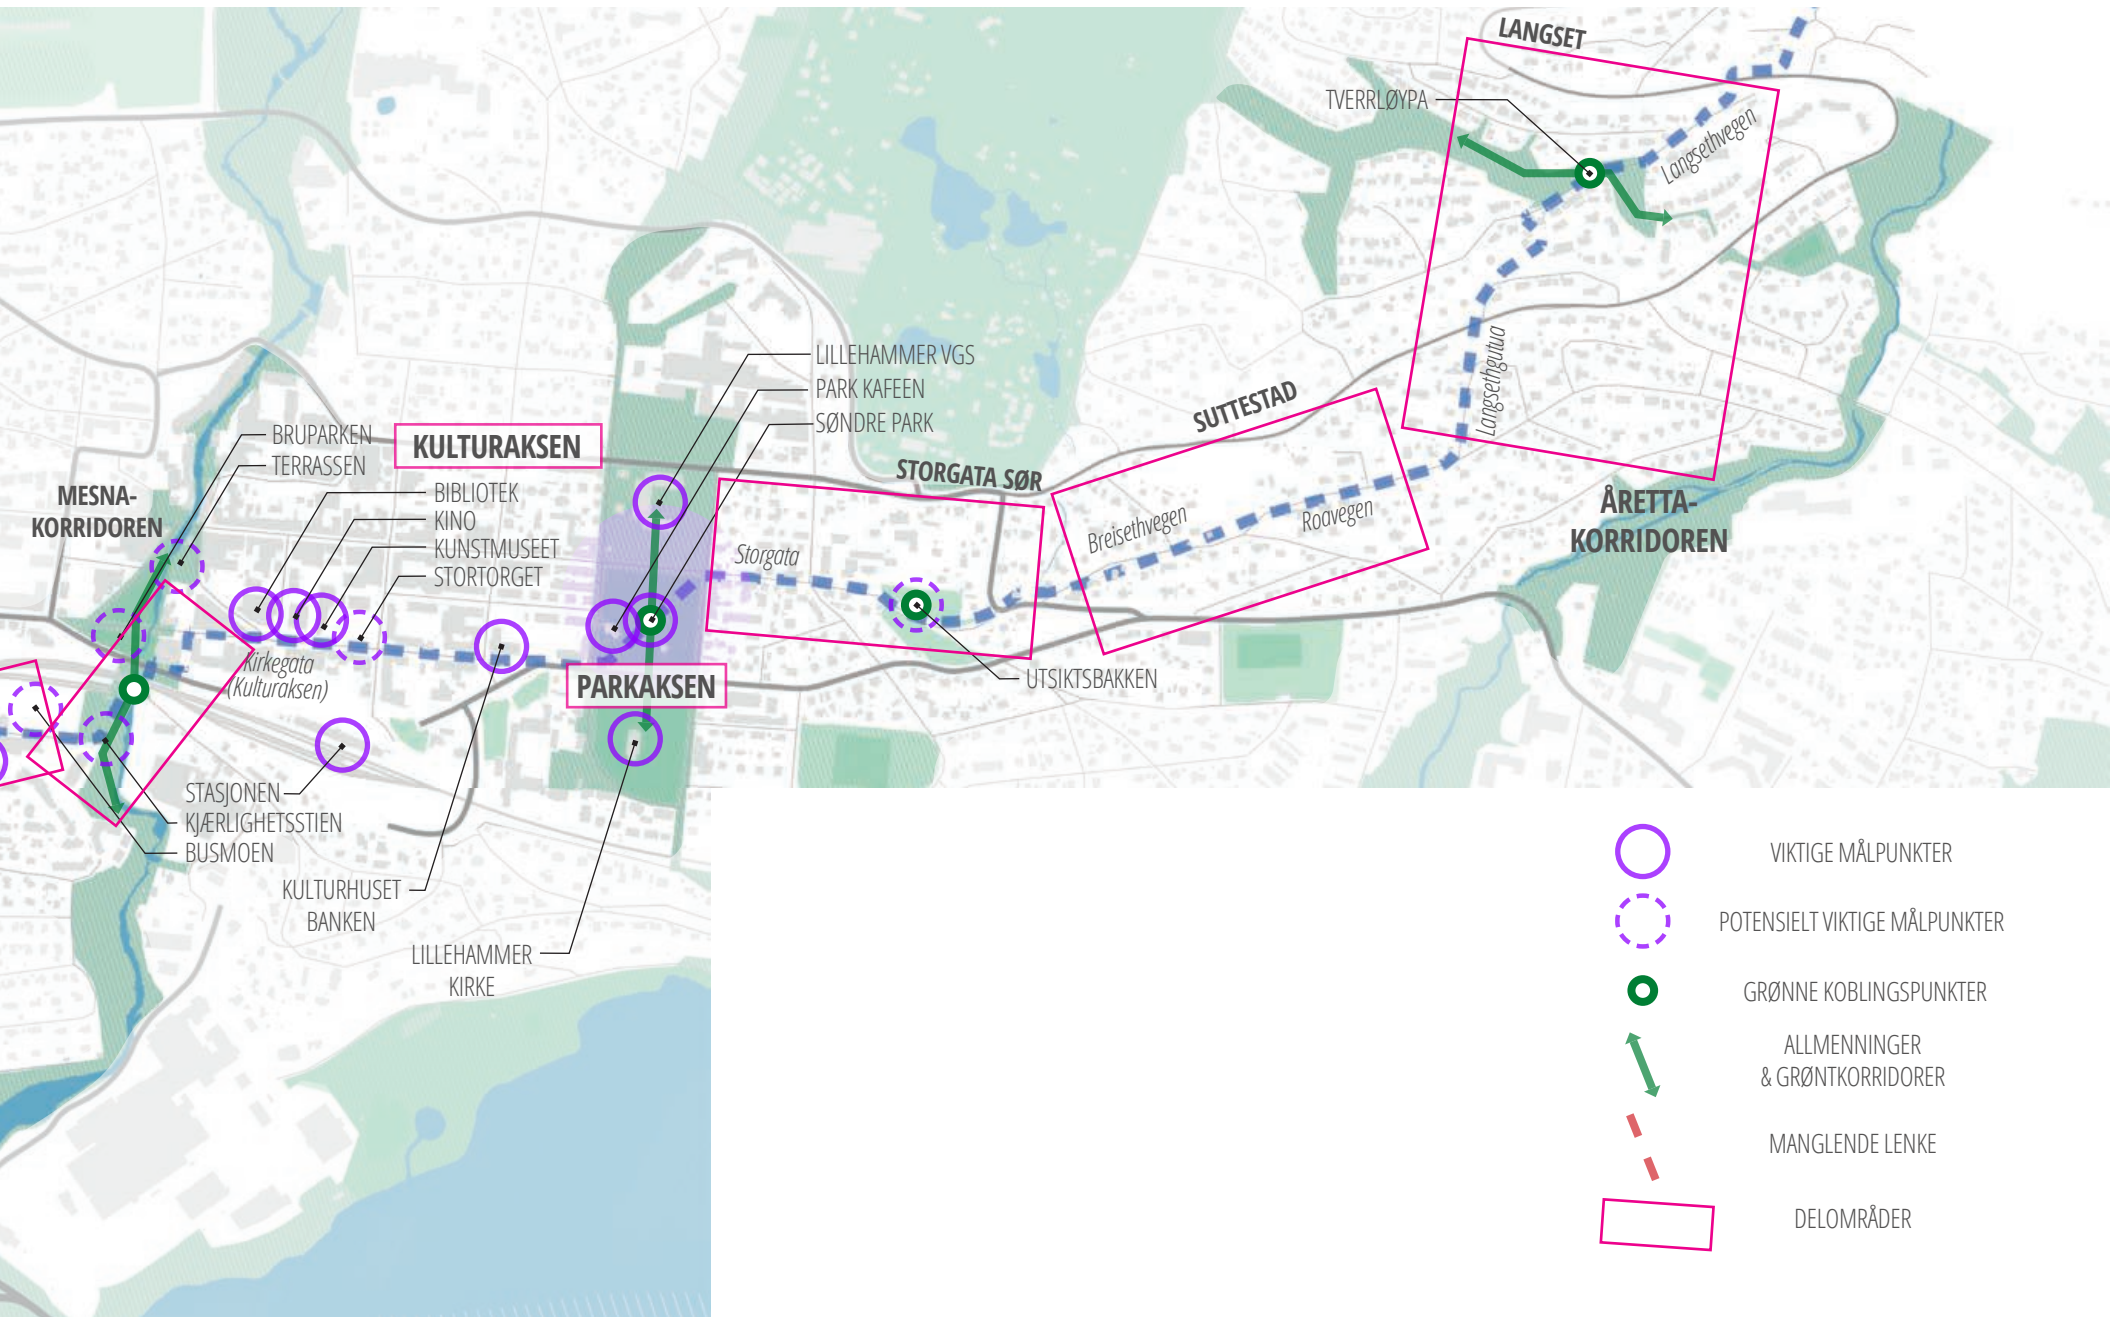 LANGSET
TVERRLØYPA
Langsethvegen
LILLEHAMMER VGS
PARK KAFEEN
SØNDRE PARK
Langsethgutua
SUTTESTAD
BRUPARKEN
TERRASSEN
KULTURAKSEN
STORGATA SØR
MESNA-
KORRIDOREN
BIBLIOTEK
KINO
KUNSTMUSEET
STORTORGET
Storgata
Breisethvegen
Roavegen
ÅRETTA-
KORRIDOREN
Kirkegata
(Kulturaksen)
PARKAKSEN
UTSIKTSBAKKEN
STASJONEN
KJÆRLIGHETSSTIEN
BUSMOEN
KULTURHUSET
BANKEN
LILLEHAMMER
KIRKE
VIKTIGE MÅLPUNKTER
POTENSIELT VIKTIGE MÅLPUNKTER
GRØNNE KOBLINGSPUNKTER
ALLMENNINGER
& GRØNTKORRIDORER
MANGLENDE LENKE
DELOMRÅDER